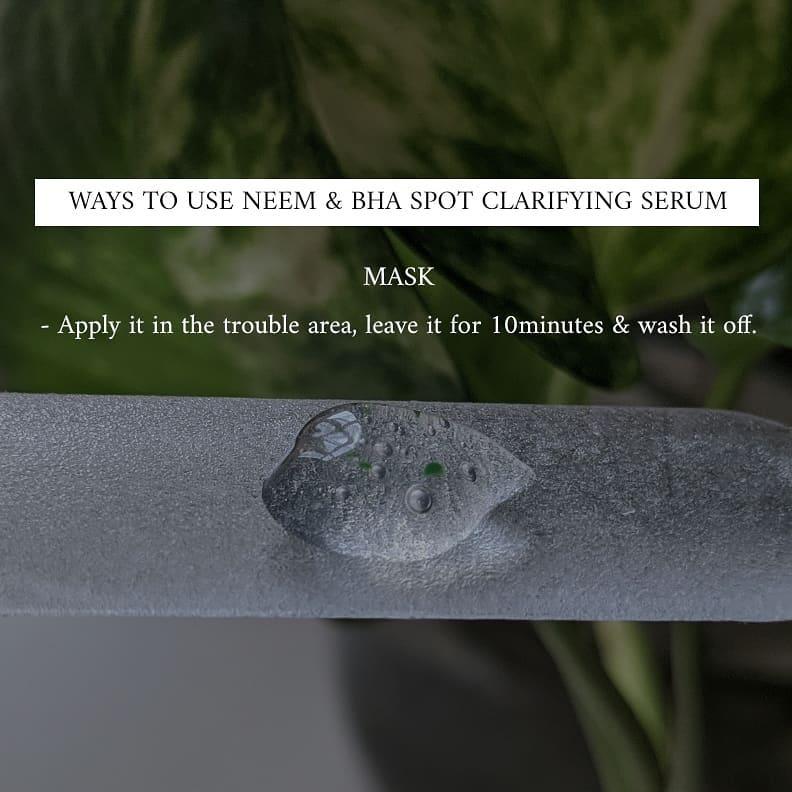 WAYS TO USE NEEM & BHA SPOT CLARIFYING SERUM
MASK
- Apply it in the trouble area, leave it for 10minutes & wash it off.